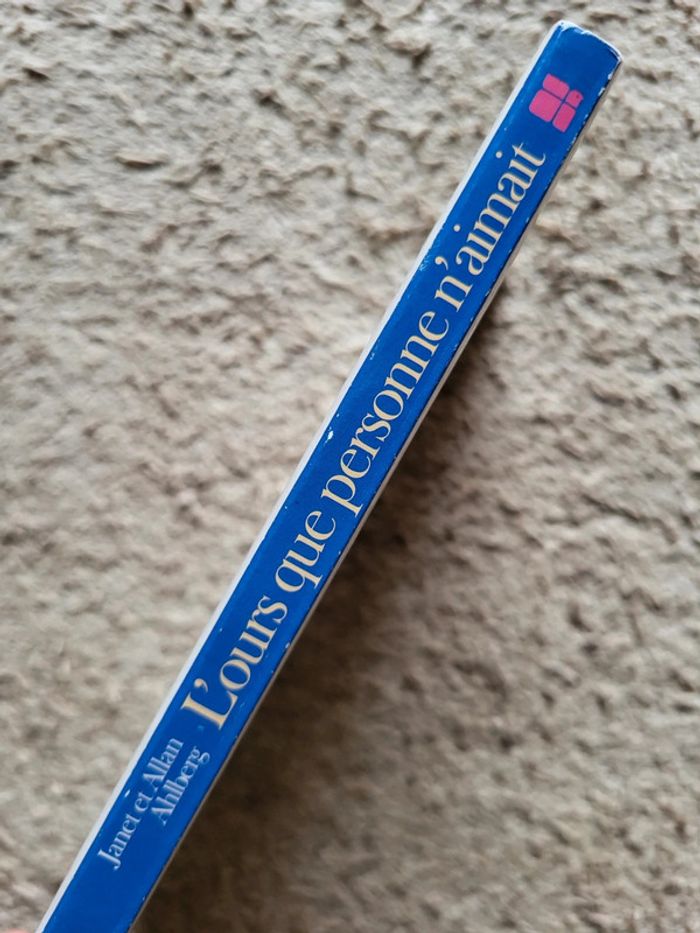 Janet et Allan
Ahlberg
L'ours que personne n'aimait